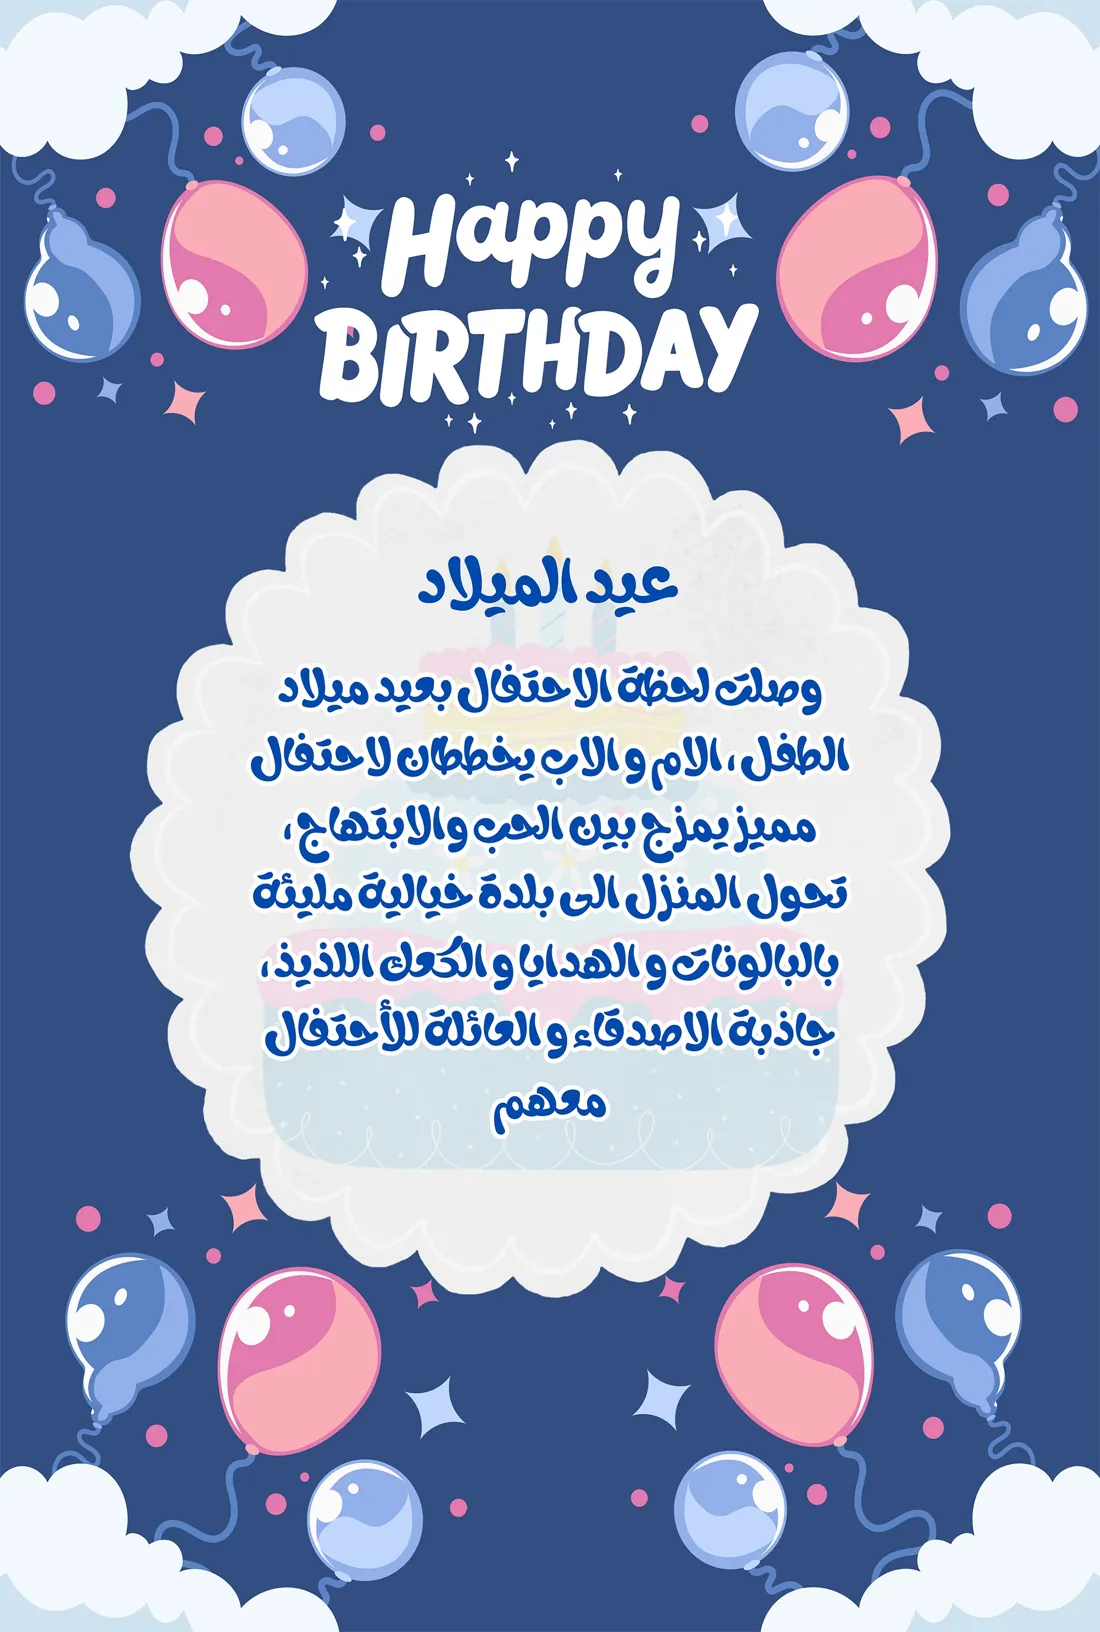 Happy
BIRTHDAY
عيد الميلاد
وصلت لحظة الاحتفال بعيد ميلاد
الطفل، الام و الاب يخططان لاحتفال
مميز يمزج بين الحب والابتهاج،
تحول المنزل الى بلدة خيالية مليئة
بالبالونات و الهدايا و الكعك اللذيذ،
جاذبة الاصدقاء و العائلة للأحتفال
معهم